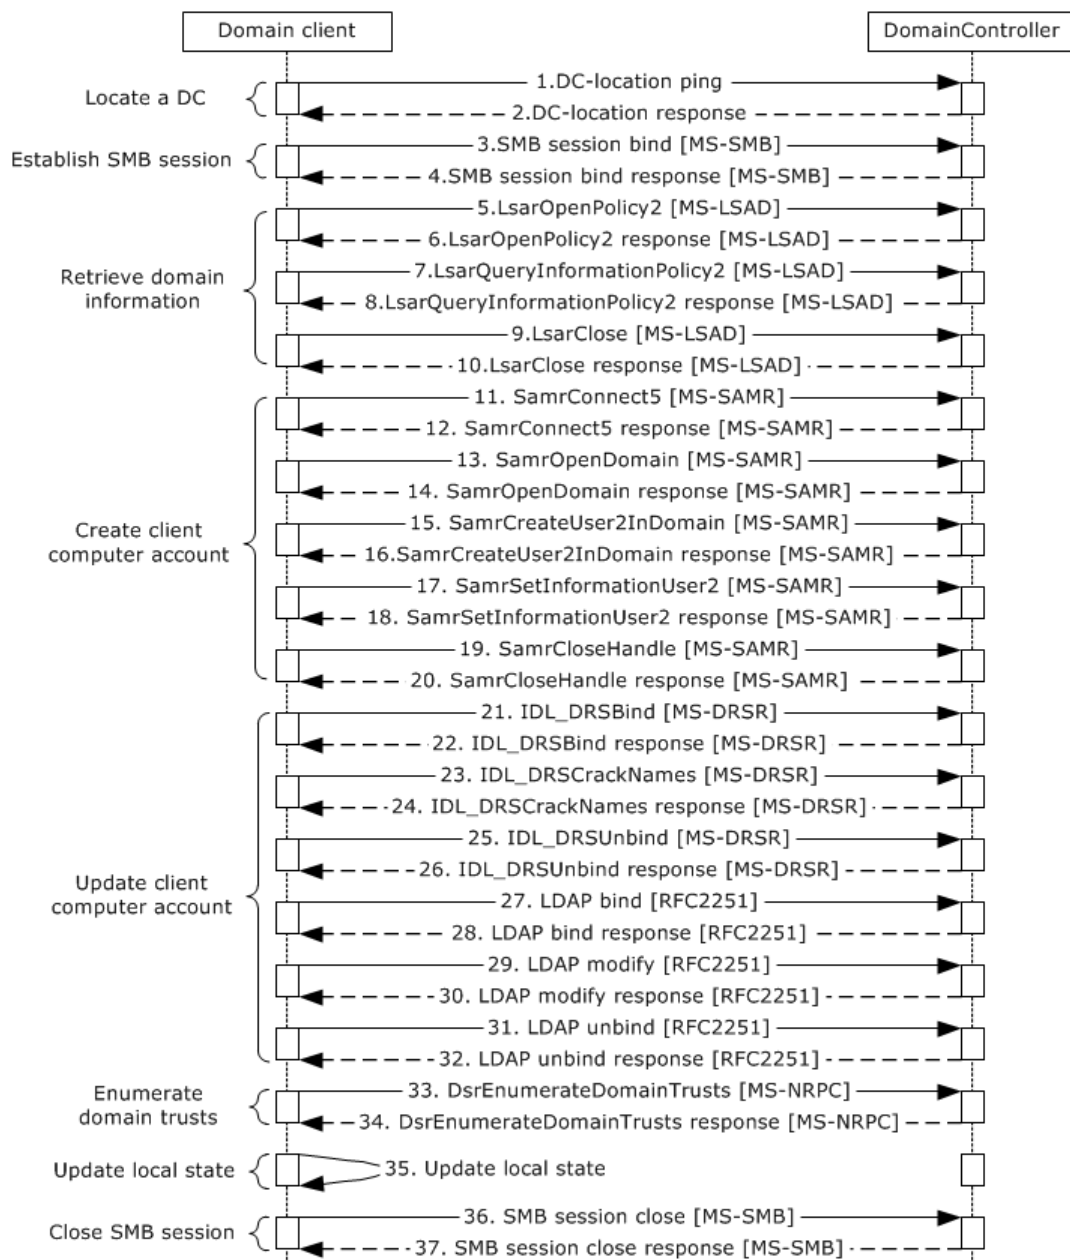 Domain client
DomainController
Locate a DC
1.DC-location ping
2.DC-location response
Establish SMB session
3.SMB session bind [MS-SMB]
4.SMB session bind response [MS-SMB]
Retrieve domain
information
5.LsarOpenPolicy2 [MS-LSAD]
6.LsarOpenPolicy2 response [MS-LSAD]
7.LsarQueryInformationPolicy2 [MS-LSAD]
8.LsarQueryInformationPolicy2 response [MS-LSAD]
9.LsarClose [MS-LSAD]
10.LsarClose response [MS-LSAD]
Create client
computer account
11. SamrConnect5 [MS-SAMR]
12. SamrConnect5 response [MS-SAMR]
13. SamrOpenDomain [MS-SAMR]
14. SamrOpenDomain response [MS-SAMR]
15. SamrCreateUser2InDomain [MS-SAMR]
16.SamrCreateUser2InDomain response [MS-SAMR]
17. SamrSetInformationUser2 [MS-SAMR]
18. SamrSetInformationUser2 response [MS-SAMR]
19. SamrCloseHandle [MS-SAMR]
20. SamrCloseHandle response [MS-SAMR]
Update client
computer account
21. IDL_DRSBind [MS-DRSR]
22. IDL_DRSBind response [MS-DRSR]
23. IDL_DRSCrackNames [MS-DRSR]
24. IDL_DRSCrackNames response [MS-DRSR]
25. IDL_DRSUnbind [MS-DRSR]
26. IDL_DRSUnbind response [MS-DRSR]
27. LDAP bind [RFC2251]
28. LDAP bind response [RFC2251]
29. LDAP modify [RFC2251]
30. LDAP modify response [RFC2251]
31. LDAP unbind [RFC2251]
32. LDAP unbind response [RFC2251]
Enumerate
domain trusts
33. DsrEnumerateDomainTrusts [MS-NRPC]
34. DsrEnumerateDomainTrusts response [MS-NRPC]
Update local state
35. Update local state
Close SMB session
36. SMB session close [MS-SMB]
37. SMB session close response [MS-SMB]